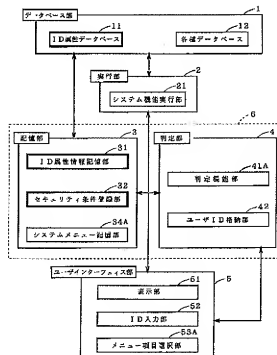 データベース部
1
11
12
ID属性データベース
各種データベース
実行部
2
21
システム機能実行部
6
記憶部
3
判定部
4
31
ID属性情報記憶部
41A
判定機能部
32
セキュリティ条件登録部
42
ユーザID格納部
34A
システムメニュー記憶部
ユーザインターフェイス部
51
5
表示部
52
ID入力部
53A
メニュー項目選択部